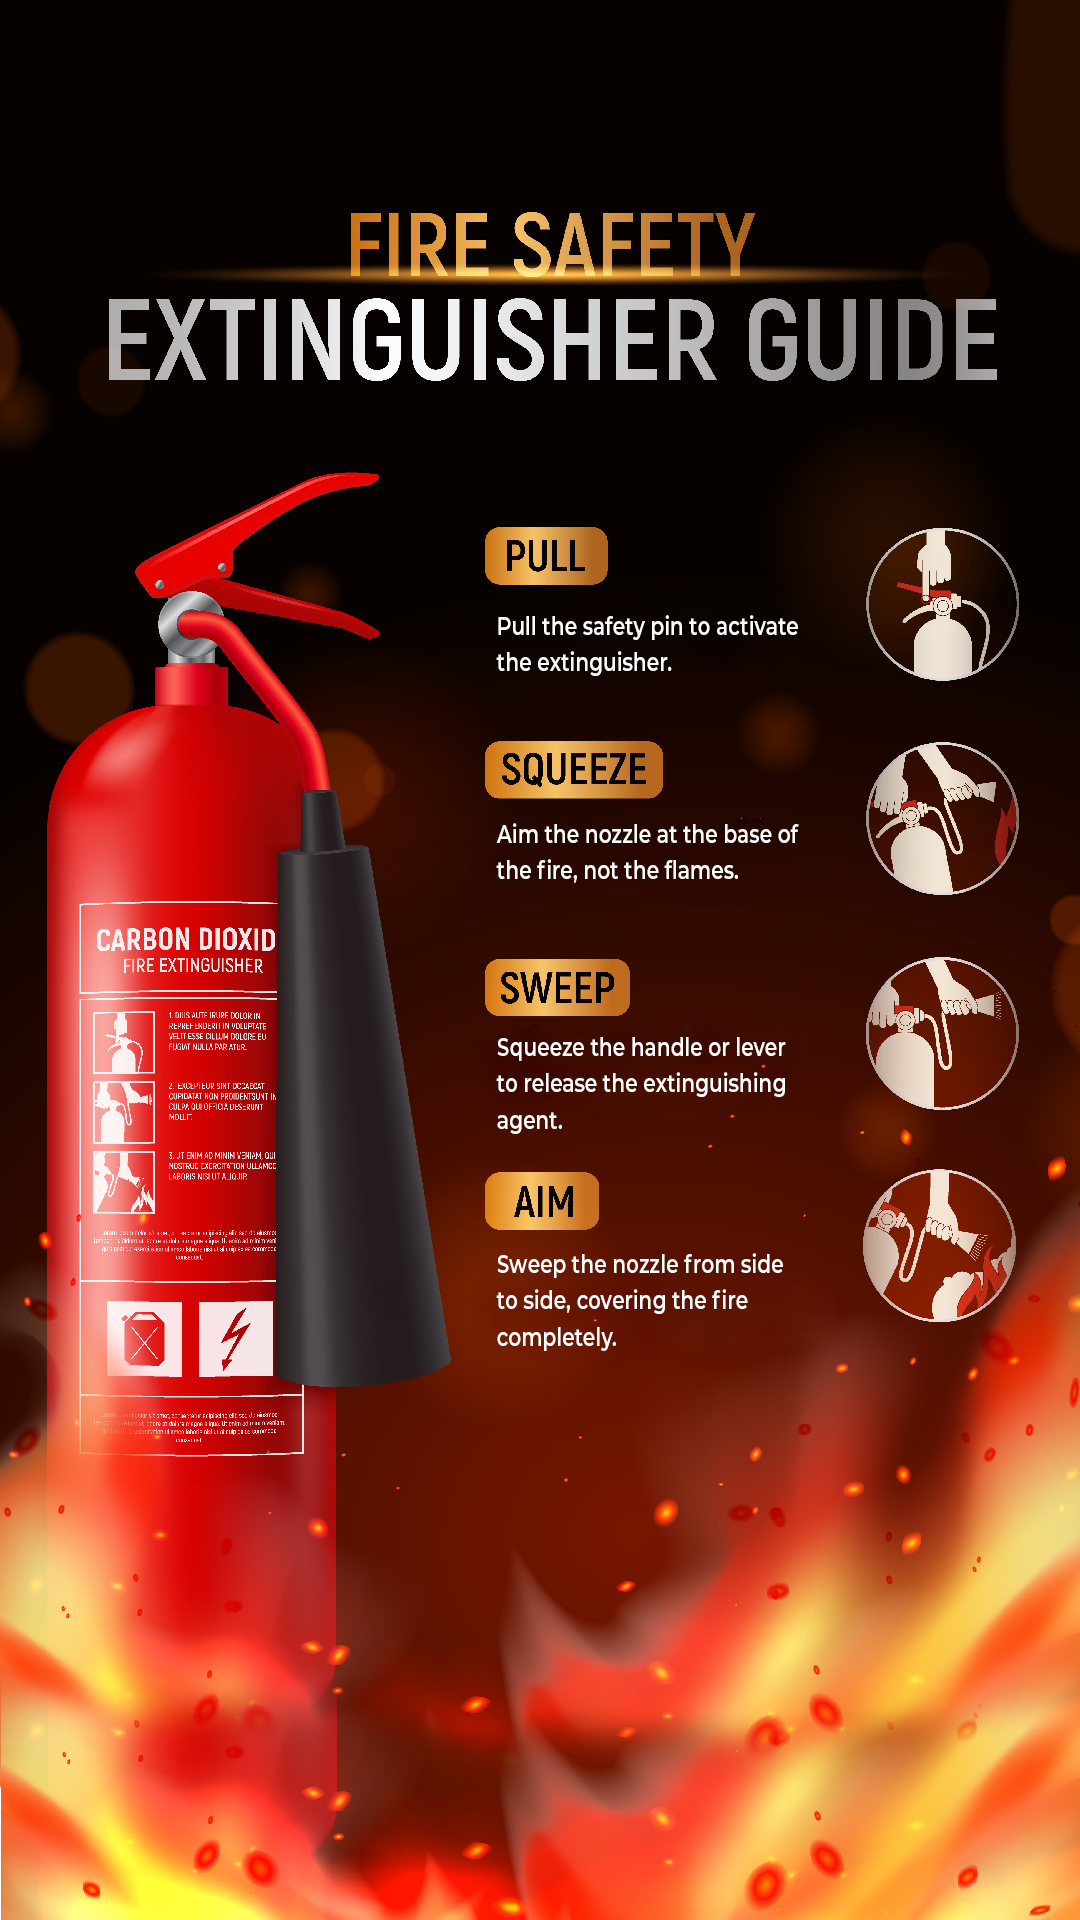 FIRE SAFETY
EXTINGUISHER GUIDE
PULL
Pull the safety pin to activate
the extinguisher.
SQUEEZE
Aim the nozzle at the base of
the fire, not the flames.
SWEEP
Squeeze the handle or lever
to release the extinguishing
agent.
AIM
Sweep the nozzle from side
to side, covering the fire
completely.
CARBON DIOXID
FIRE EXTINGUISHER
1. DUIS AUTE IRURE DOLOR IN
REPREHENDERIT IN VOLUPTATE
VELIT ESSE CILLUM DOLORE EU
FUGIAT NULLA PARIATUR.
2. EXCEPTEUR SINT OCCAECAT
CUPIDATAT NON PROIDENTSUNT IN
CULPA QUI OFFICIA DESERUNT
MOLLIT.
3. UT ENIM AD MINIM VENIAM, QUI
NOSTRUD EXERCITATION ULLAMCO
LABORIS NISI UT ALIQUIP.